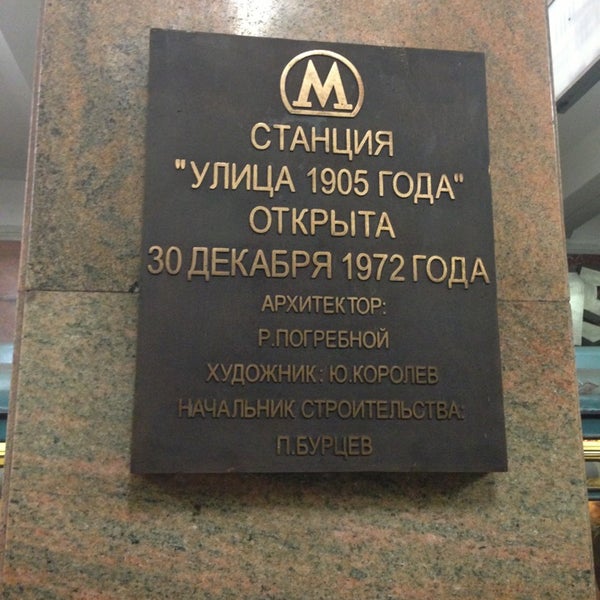 М
СТАНЦИЯ
"УЛИЦА 1905 ГОДА"
ОТКРЫТА
30 ДЕКАБРЯ 1972 ГОДА
АРХИТЕКТОР:
Р.ПОГРЕБНОЙ
ХУДОЖНИК: Ю.КОРОЛЕВ
НАЧАЛЬНИК СТРОИТЕЛЬСТВА:
П.БУРЦЕВ